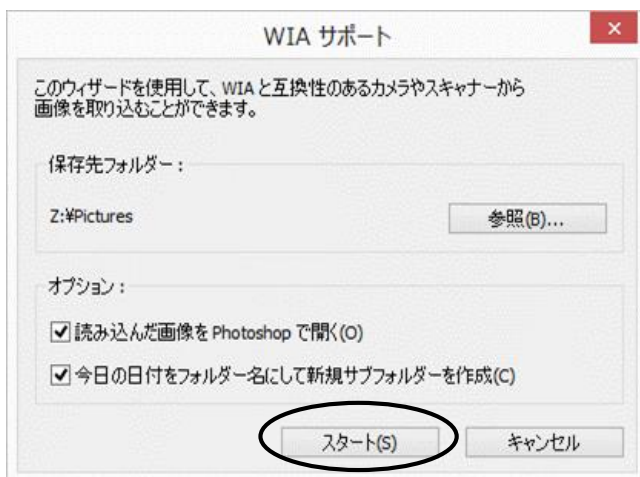 WIA サポート
このウィザードを使用して、WIAと互換性のあるカメラやスキャナーから
画像を取り込むことができます。
保存先フォルダー：
Z:¥Pictures
参照(B)...
オプション：
読み込んだ画像を Photoshop で開く(O)
今日の日付をフォルダー名にして新規サブフォルダーを作成(C)
スタート(S)
キャンセル